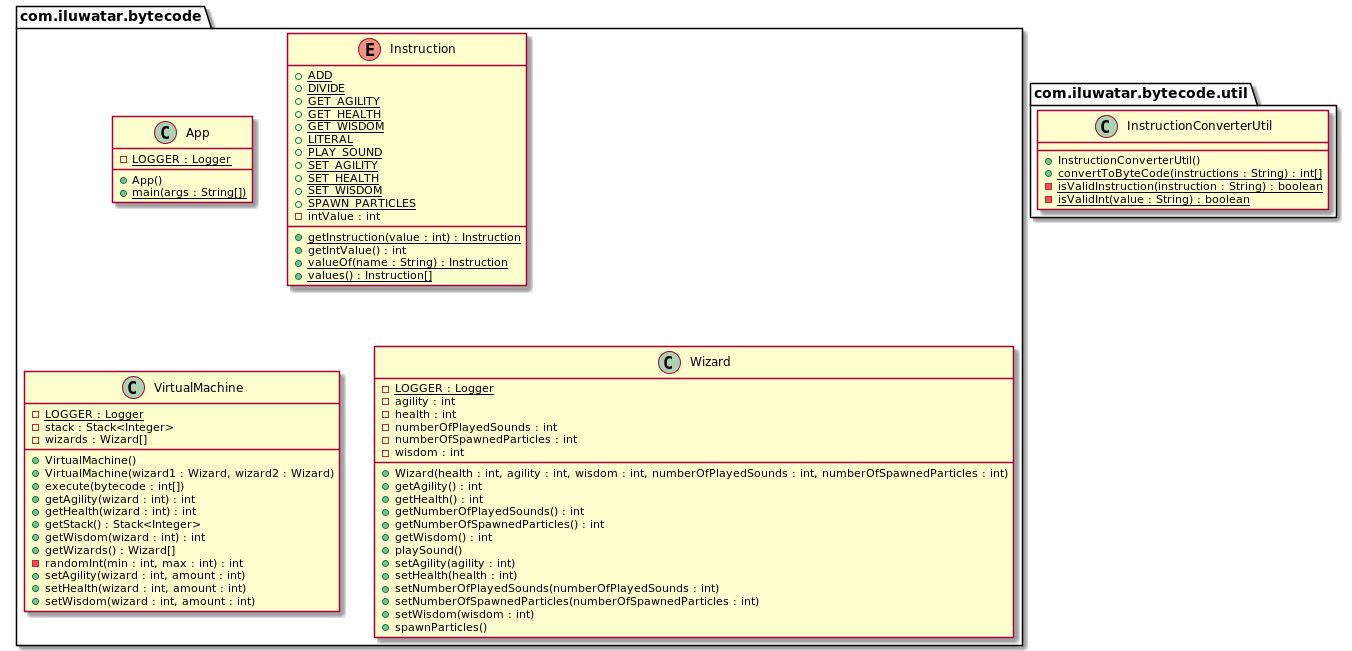 com.iluwatar.bytecode
C App
LOGGER : Logger
App()
main(args : String[])
E Instruction
ADD
DIVIDE
GET_AGILITY
GET_HEALTH
GET_WISDOM
LITERAL
PLAY_SOUND
SET_AGILITY
SET_HEALTH
SET_WISDOM
SPAWN_PARTICLES
intValue : int
getInstruction(value : int) : Instruction
getIntValue() : int
valueOf(name : String) : Instruction
values() : Instruction[]
C VirtualMachine
LOGGER : Logger
stack : Stack<Integer>
wizards : Wizard[]
VirtualMachine()
VirtualMachine(wizard1 : Wizard, wizard2 : Wizard)
execute(bytecode : int[])
getAgility(wizard : int) : int
getHealth(wizard : int) : int
getStack() : Stack<Integer>
getWisdom(wizard : int) : int
getWizards() : Wizard[]
randomInt(min : int, max : int) : int
setAgility(wizard : int, amount : int)
setHealth(wizard : int, amount : int)
setWisdom(wizard : int, amount : int)
C Wizard
LOGGER : Logger
agility : int
health : int
numberOfPlayedSounds : int
numberOfSpawnedParticles : int
wisdom : int
Wizard(health : int, agility : int, wisdom : int, numberOfPlayedSounds : int, numberOfSpawnedParticles : int)
getAgility() : int
getHealth() : int
getNumberOfPlayedSounds() : int
getNumberOfSpawnedParticles() : int
getWisdom() : int
playSound()
setAgility(agility : int)
setHealth(health : int)
setNumberOfPlayedSounds(numberOfPlayedSounds : int)
setNumberOfSpawnedParticles(numberOfSpawnedParticles : int)
setWisdom(wisdom : int)
spawnParticles()
com.iluwatar.bytecode.util
C InstructionConverterUtil
InstructionConverterUtil()
convertToByteCode(instructions : String) : int[]
isValidInstruction(instruction : String) : boolean
isValidInt(value : String) : boolean